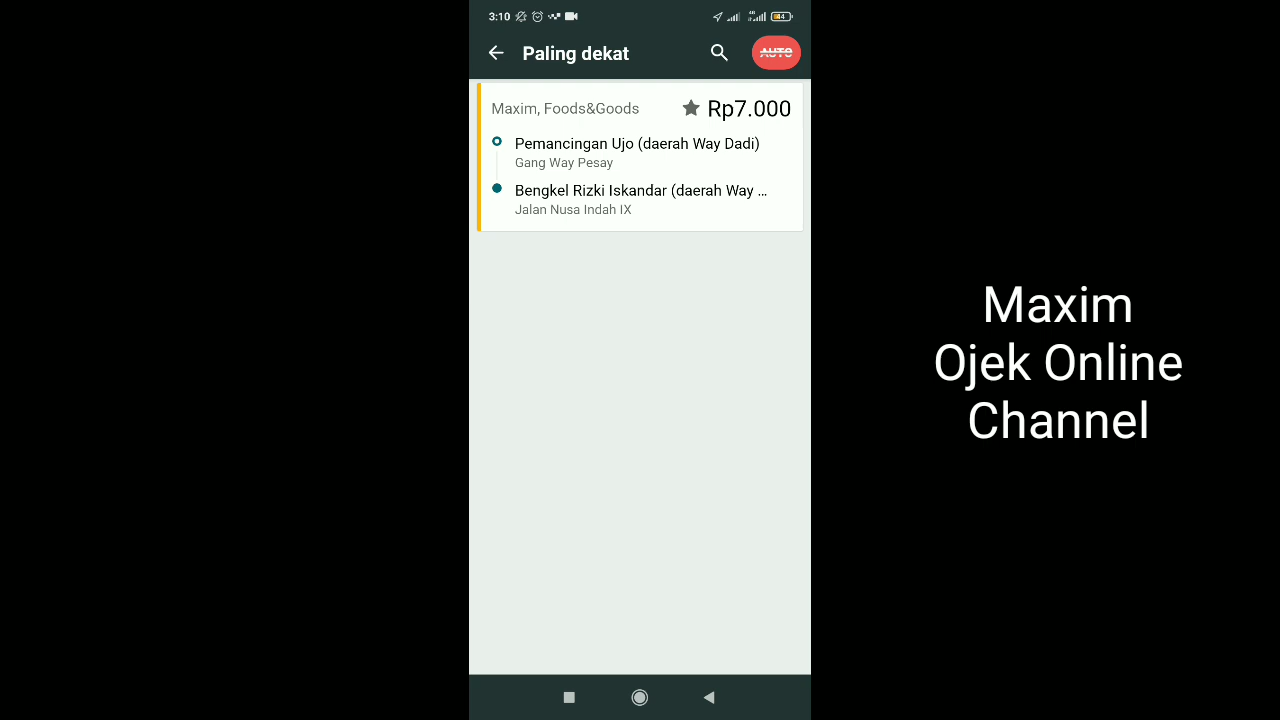 3:10
Paling dekat
AUTO
Maxim, Foods&Goods
Rp7.000
Pemancingan Ujo (daerah Way Dadi)
Gang Way Pesay
Bengkel Rizki Iskandar (daerah Way ...
Jalan Nusa Indah IX
Maxim
Ojek Online
Channel